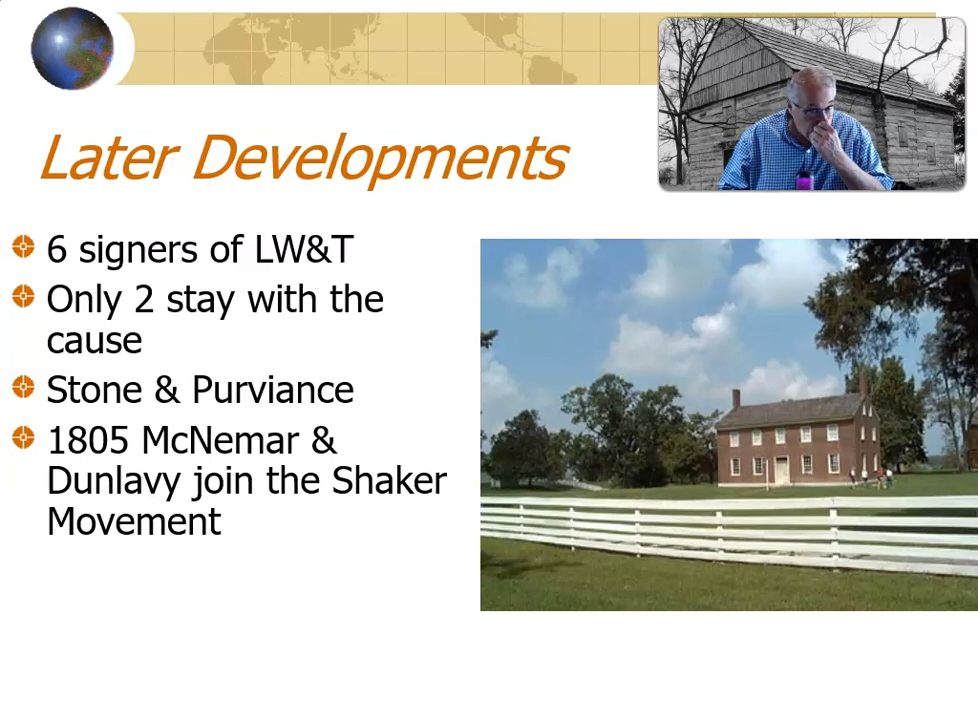 Later Developments
6 signers of LW&T
Only 2 stay with the
cause
Stone & Purviance
1805 McNemar &
Dunlavy join the Shaker
Movement